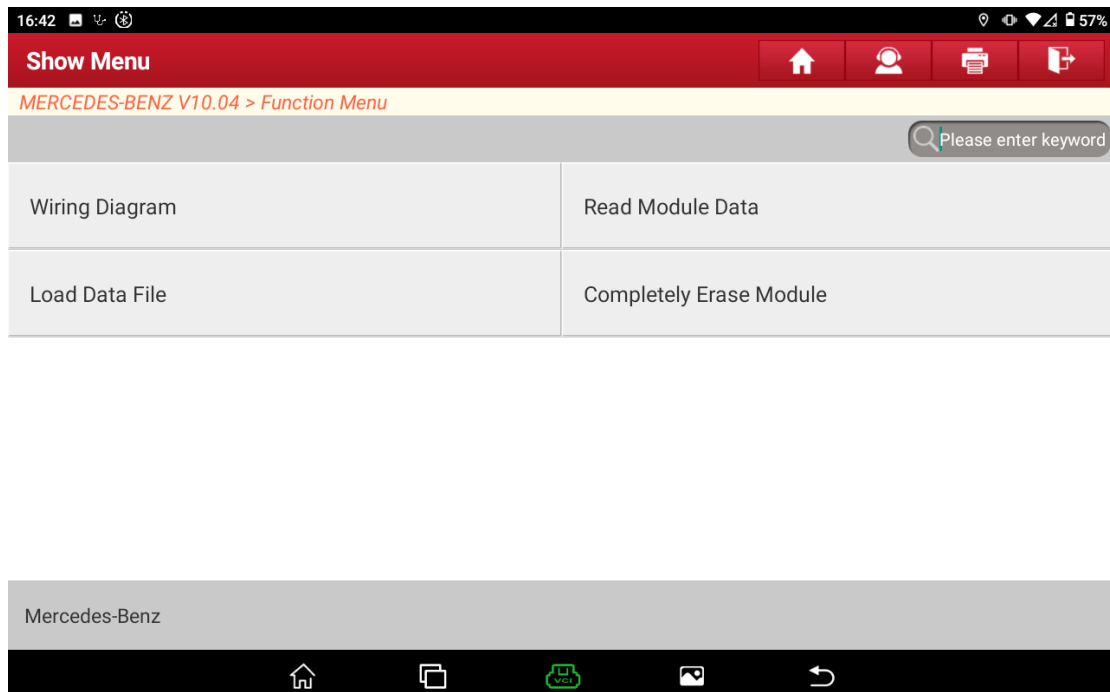 16:42 57%
Show Menu
MERCEDES-BENZ V10.04 > Function Menu
Please enter keyword
Wiring Diagram Read Module Data
Load Data File Completely Erase Module
Mercedes-Benz
VCI